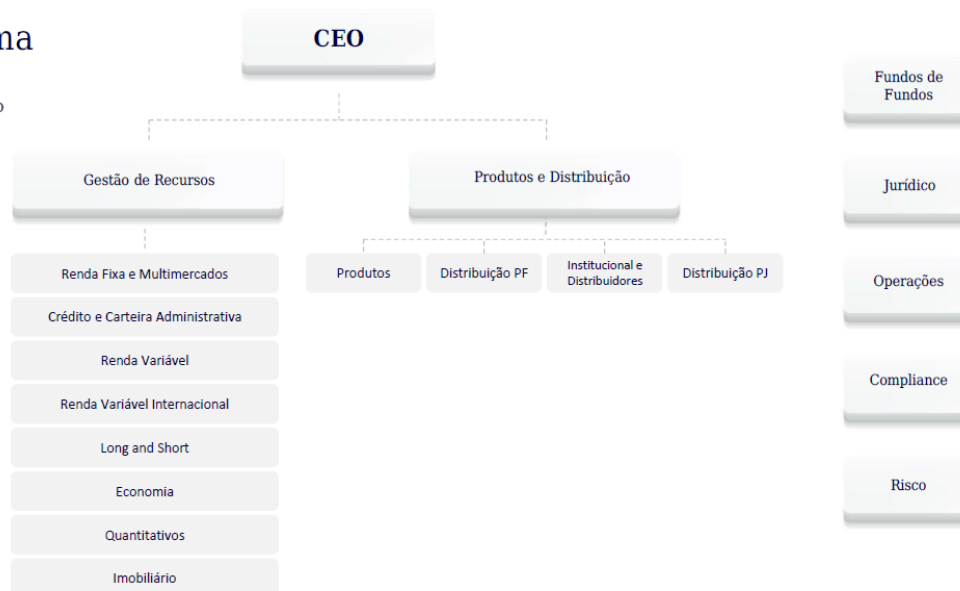 ma
o
CEO
Gestão de Recursos
Renda Fixa e Multimercados
Crédito e Carteira Administrativa
Renda Variável
Renda Variável Internacional
Long and Short
Economia
Quantitativos
Imobiliário
Produtos e Distribuição
Produtos
Distribuição PF
Institucional e
Distribuidores
Distribuição PJ
Fundos de
Fundos
Jurídico
Operações
Compliance
Risco